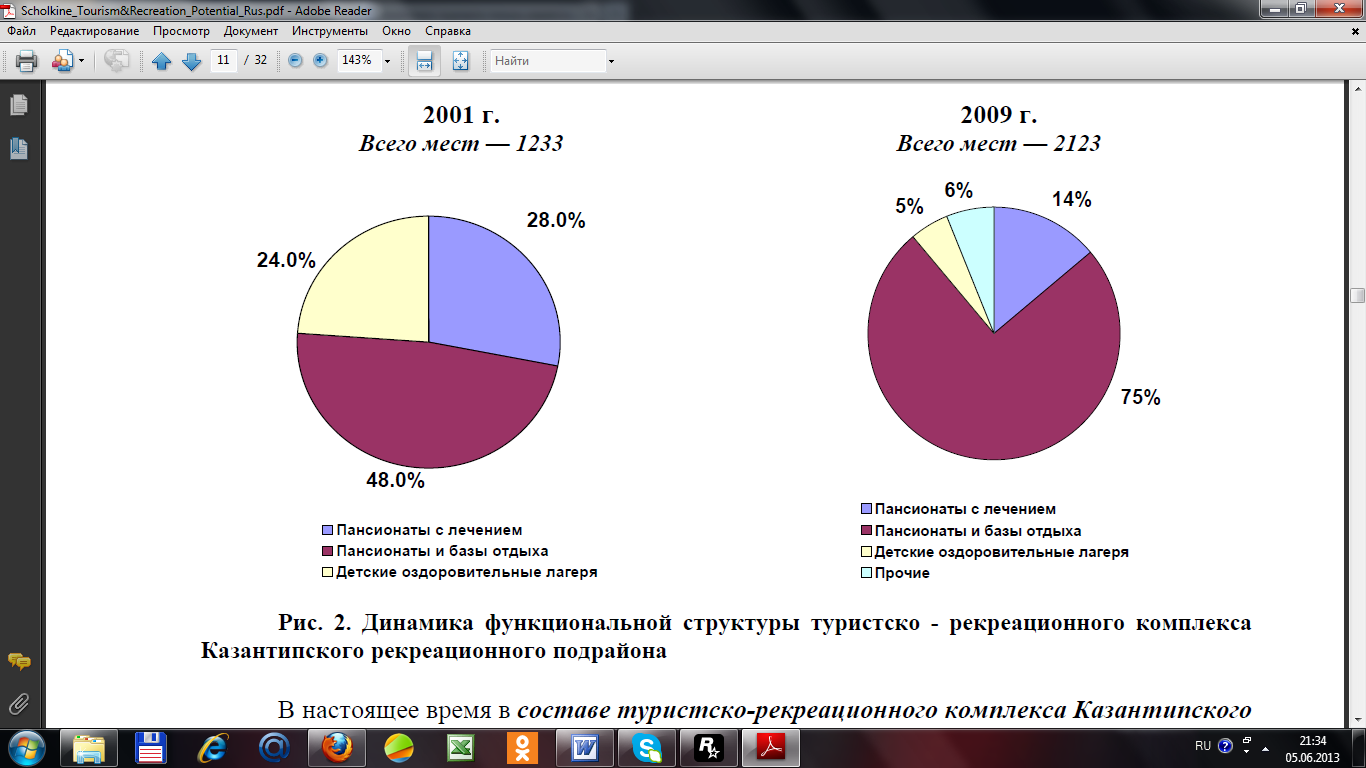 Scholkine_Tourism&Recreation_Potential_Rus.pdf - Adobe Reader
Файл Редактирование Просмотр Документ Инструменты Окно Справка
11 / 32 143% Найти
2001 г.
Всего мест — 1233
28.0%
24.0%
48.0%
Пансионаты с лечением
Пансионаты и базы отдыха
Детские оздоровительные лагеря
2009 г.
Всего мест — 2123
6%
14%
5%
75%
Пансионаты с лечением
Пансионаты и базы отдыха
Детские оздоровительные лагеря
Прочие
Рис. 2. Динамика функциональной структуры туристско - рекреационного комплекса
Казантипского рекреационного подрайона
В настоящее время в составе туристско-рекреационного комплекса Казантипского
RU 21:34
05.06.2013